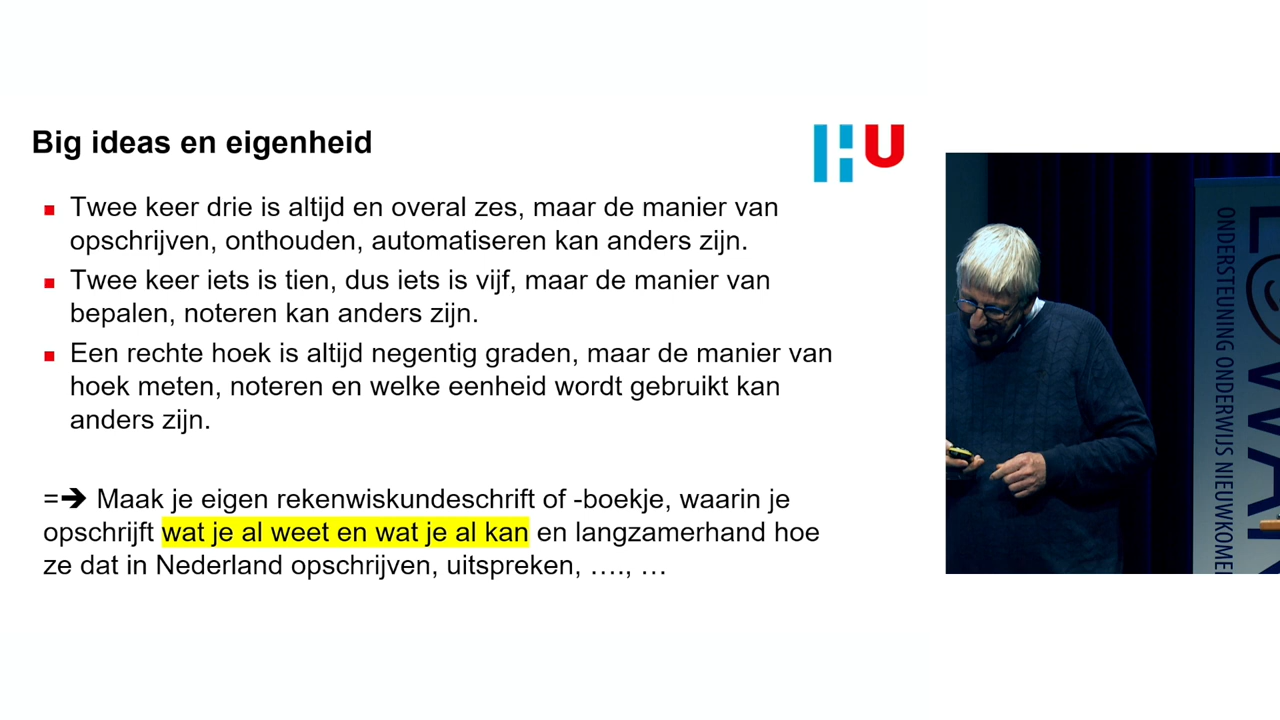 Big ideas en eigenheid
HU
Twee keer drie is altijd en overal zes, maar de manier van
opschrijven, onthouden, automatiseren kan anders zijn.
Twee keer iets is tien, dus iets is vijf, maar de manier van
bepalen, noteren kan anders zijn.
Een rechte hoek is altijd negentig graden, maar de manier van
hoek meten, noteren en welke eenheid wordt gebruikt kan
anders zijn.
=➔ Maak je eigen rekenwiskundeschrift of -boekje, waarin je
opschrijft wat je al weet en wat je al kan en langzamerhand hoe
ze dat in Nederland opschrijven, uitspreken, …., …
LOWAN
ONDERSTEUNING ONDERWIJS NIEUWKOME